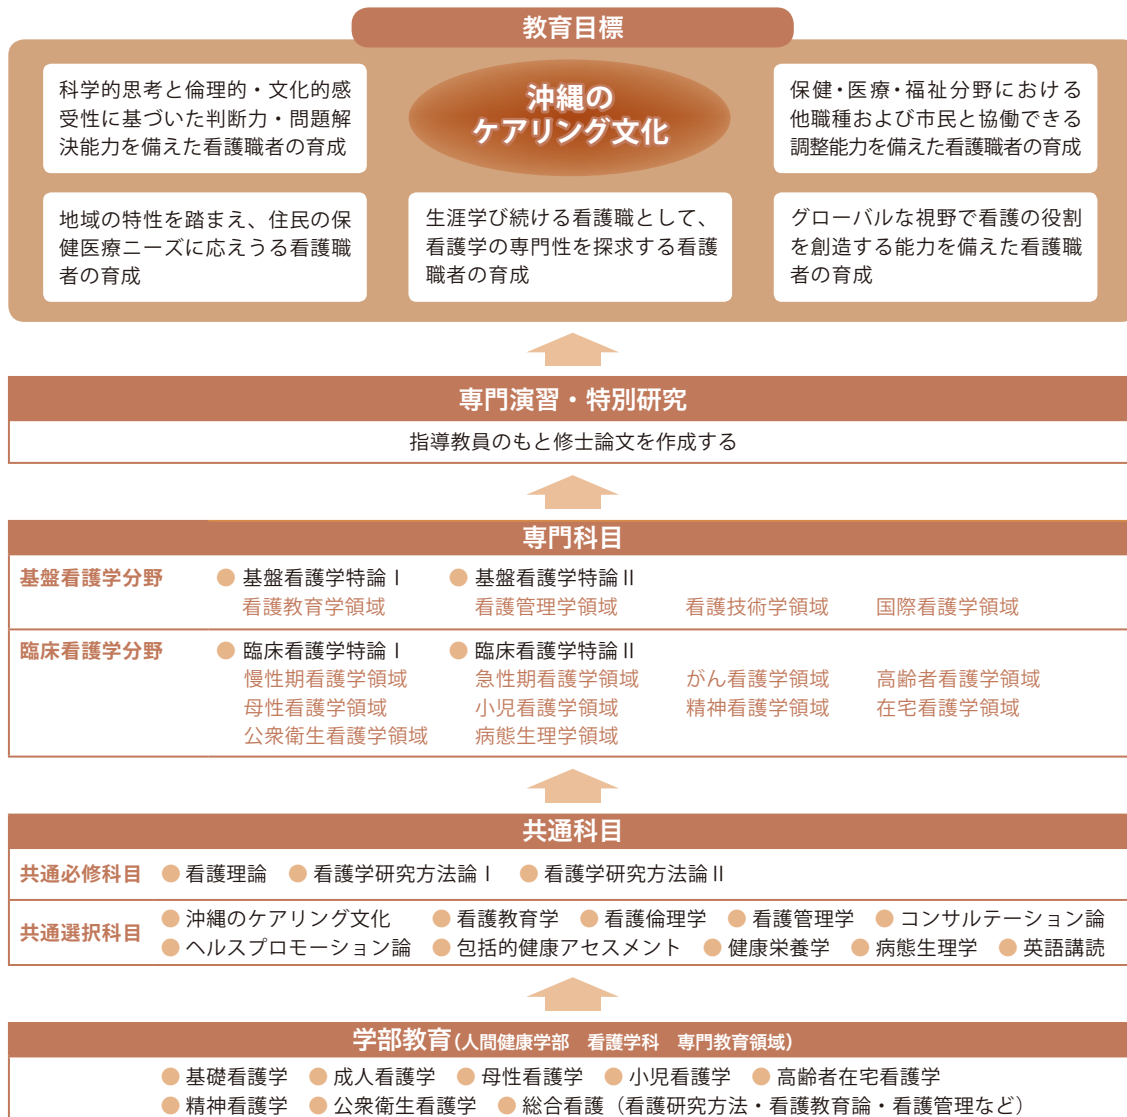 教育目標
科学的思考と倫理的・文化的感
受性に基づいた判断力・問題解
決能力を備えた看護職者の育成
沖縄の
ケアリング文化
保健・医療・福祉分野における
他職種および市民と協働できる
調整能力を備えた看護職者の育成
地域の特性を踏まえ、住民の保
健医療ニーズに応えうる看護職
者の育成
生涯学び続ける看護職として、
看護学の専門性を探求する看護
職者の育成
グローバルな視野で看護の役割
を創造する能力を備えた看護職
者の育成
専門演習・特別研究
指導教員のもと修士論文を作成する
専門科目
基盤看護学分野 ● 基盤看護学特論Ⅰ ● 基盤看護学特論Ⅱ
看護教育学領域 看護管理学領域 看護技術学領域 国際看護学領域
臨床看護学分野 ● 臨床看護学特論Ⅰ ● 臨床看護学特論Ⅱ
慢性期看護学領域 急性期看護学領域 がん看護学領域 高齢者看護学領域
母性看護学領域 小児看護学領域 精神看護学領域 在宅看護学領域
公衆衛生看護学領域 病態生理学領域
共通科目
共通必修科目 ● 看護理論 ● 看護学研究方法論Ⅰ ● 看護学研究方法論Ⅱ
共通選択科目
● 沖縄のケアリング文化 ● 看護教育学 ● 看護倫理学 ● 看護管理学 ● コンサルテーション論
● ヘルスプロモーション論 ● 包括的健康アセスメント ● 健康栄養学 ● 病態生理学 ● 英語講読
学部教育(人間健康学部 看護学科 専門教育領域)
● 基礎看護学 ● 成人看護学 ● 母性看護学 ● 小児看護学 ● 高齢者在宅看護学
● 精神看護学 ● 公衆衛生看護学 ● 総合看護（看護研究方法・看護教育論・看護管理など）